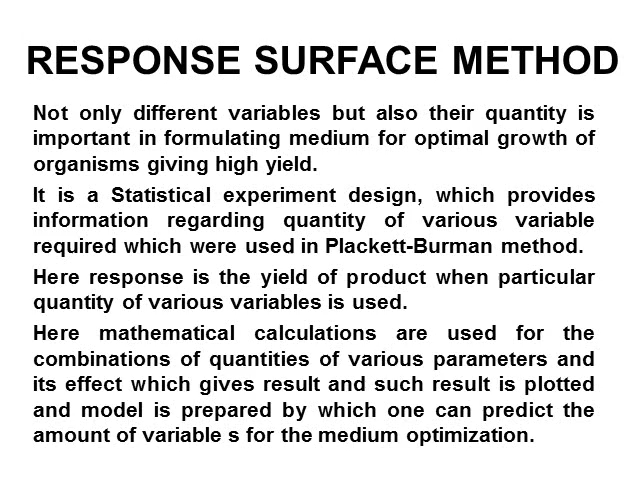 RESPONSE SURFACE METHOD
Not only different variables but also their quantity is
important in formulating medium for optimal growth of
organisms giving high yield.
It is a Statistical experiment design, which provides
information regarding quantity of various variable
required which were used in Plackett-Burman method.
Here response is the yield of product when particular
quantity of various variables is used.
Here mathematical calculations are used for the
combinations of quantities of various parameters and
its effect which gives result and such result is plotted
and model is prepared by which one can predict the
amount of variable s for the medium optimization.